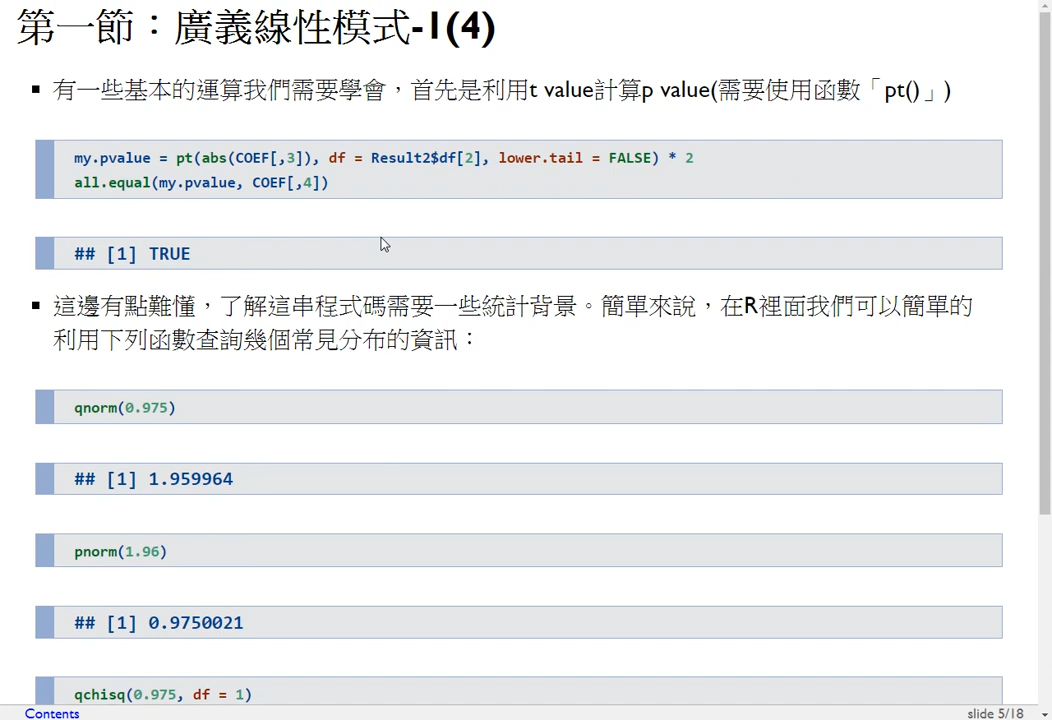 第一節：廣義線性模式-1(4)
有一些基本的運算我們需要學會，首先是利用t value計算p value(需要使用函數「pt()」)
my.pvalue = pt(abs(COEF[,3]), df = Result2$df[2], lower.tail = FALSE) * 2
all.equal(my.pvalue, COEF[,4])
## [1] TRUE
這邊有點難懂，了解這串程式碼需要一些統計背景。簡單來說，在R裡面我們可以簡單的
利用下列函數查詢幾個常見分布的資訊：
qnorm(0.975)
## [1] 1.959964
pnorm(1.96)
## [1] 0.9750021
qchisq(0.975, df = 1)
Contents
slide 5/18